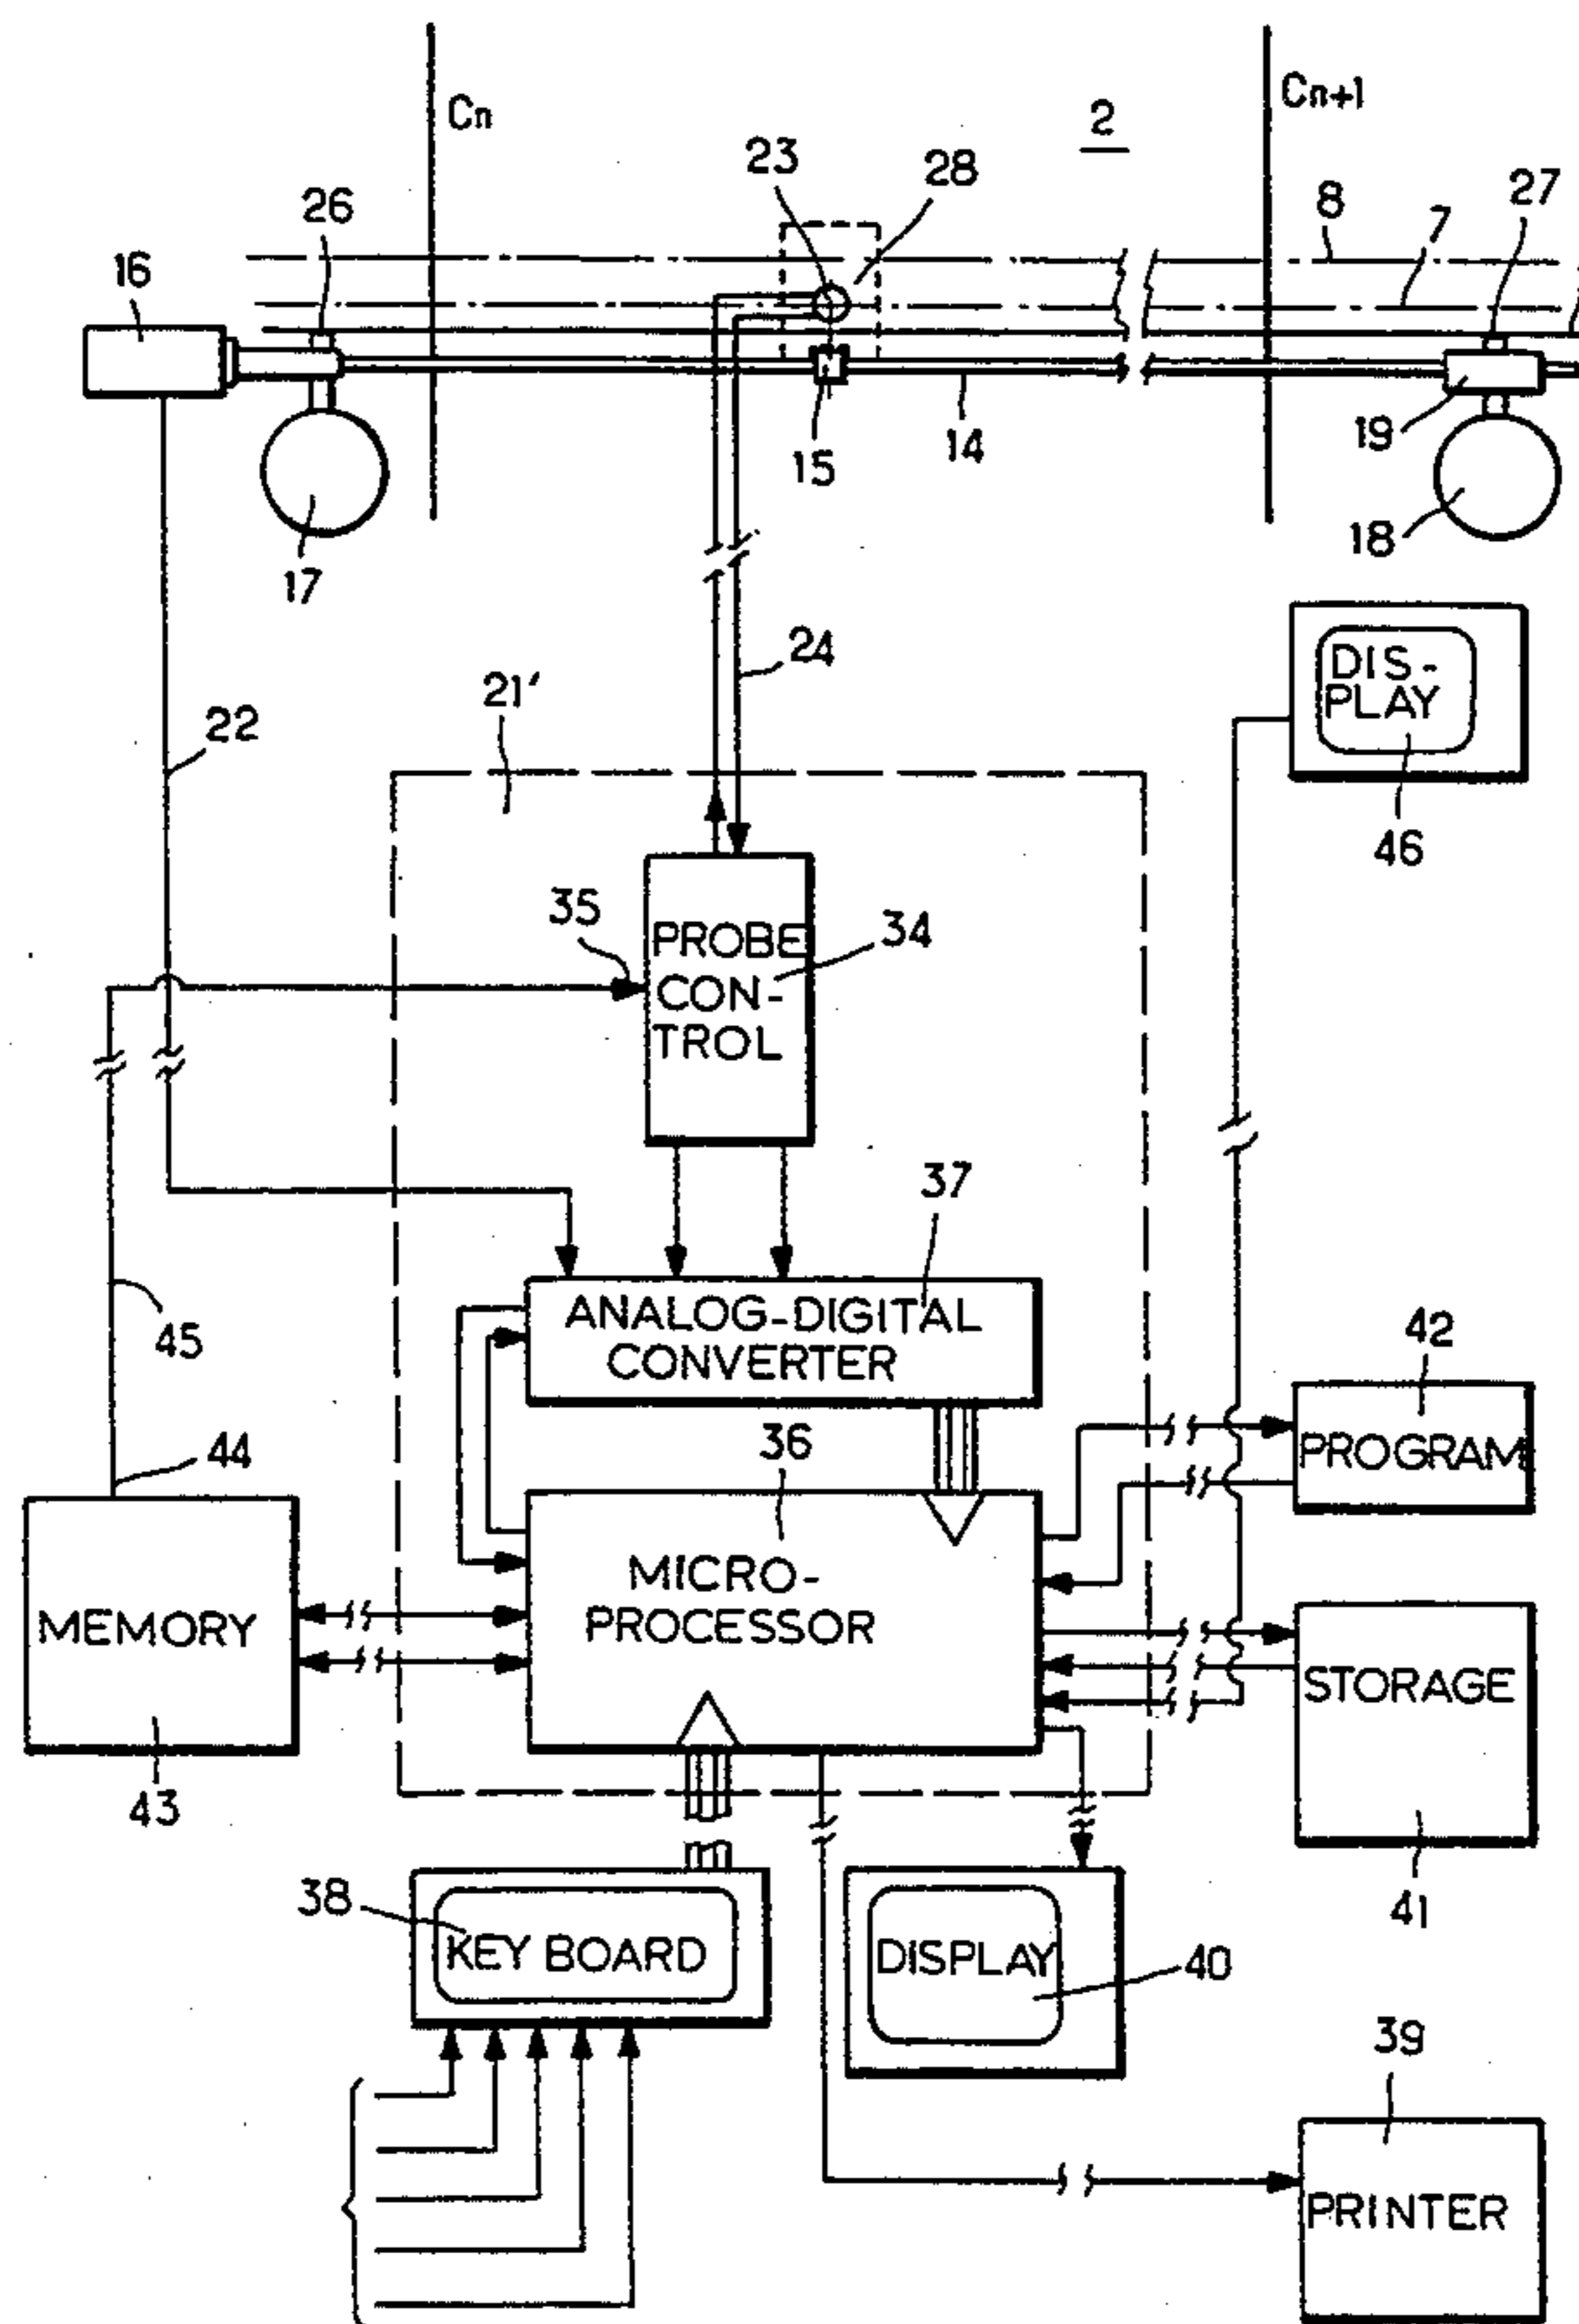 Cn
Cn+1
2
23
28
8
7
27
26
16
15
14
19
18
17
24
22
21'
DIS-
PLAY
46
35
34
PROBE
CON-
TROL
37
ANALOG-DIGITAL
CONVERTER
45
44
36
42
PROGRAM
MICRO-
PROCESSOR
MEMORY
43
STORAGE
41
38
KEY BOARD
DISPLAY
40
39
PRINTER